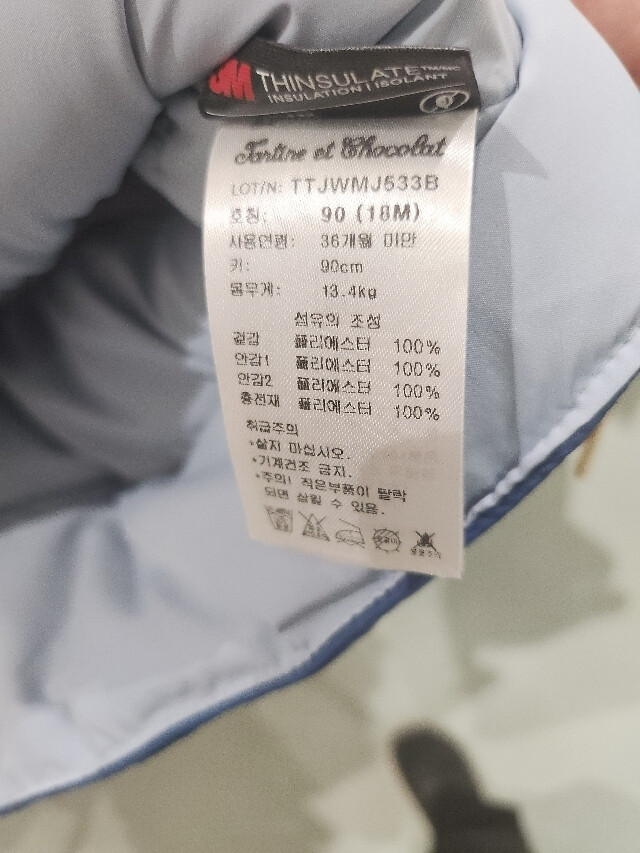 3M THINSULATE™/MC
INSULATION | ISOLANT
Tartine et Chocolat
LOT/N: TTJWMJ533B
호칭: 90 (18M)
사용연령: 36개월 미만
키: 90cm
몸무게: 13.4kg
섬유의 조성
겉감 폴리에스터 100%
안감1 폴리에스터 100%
안감2 폴리에스터 100%
충전재 폴리에스터 100%
취급주의
*삶지 마십시오.
*기계건조 금지.
*주의! 작은부품이 탈락
되면 삼킬 수 있음.